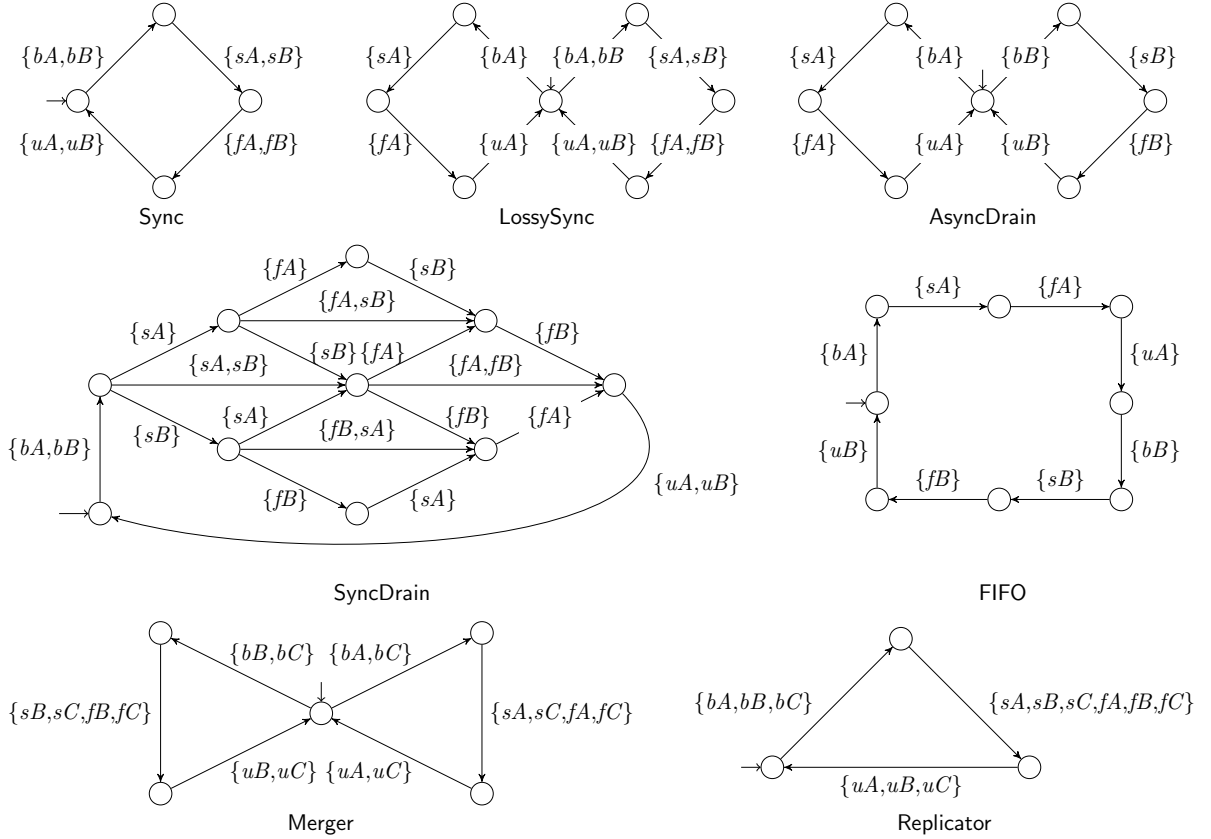 {bA,bB} {sA,sB}
{uA,uB} {fA,fB}
Sync
{sA} {bA} {bA,bB {sA,sB}
{fA} {uA} {uA,uB} {fA,fB}
LossySync
{sA} {bA} {bB} {sB}
{fA} {uA} {uB} {fB}
AsyncDrain
{fA} {sB}
{fA,sB}
{sA} {fB}
{sB} {fA}
{sA,sB} {fA,fB}
{sA} {fB} {fA}
{sB} {fB,sA}
{bA,bB}
{fB} {sA}
{uA,uB}
SyncDrain
{sA} {fA}
{bA} {uA}
{uB} {bB}
{fB} {sB}
FIFO
{bB,bC} {bA,bC}
{sB,sC,fB,fC} {sA,sC,fA,fC}
{uB,uC} {uA,uC}
Merger
{bA,bB,bC} {sA,sB,sC,fA,fB,fC}
{uA,uB,uC}
Replicator